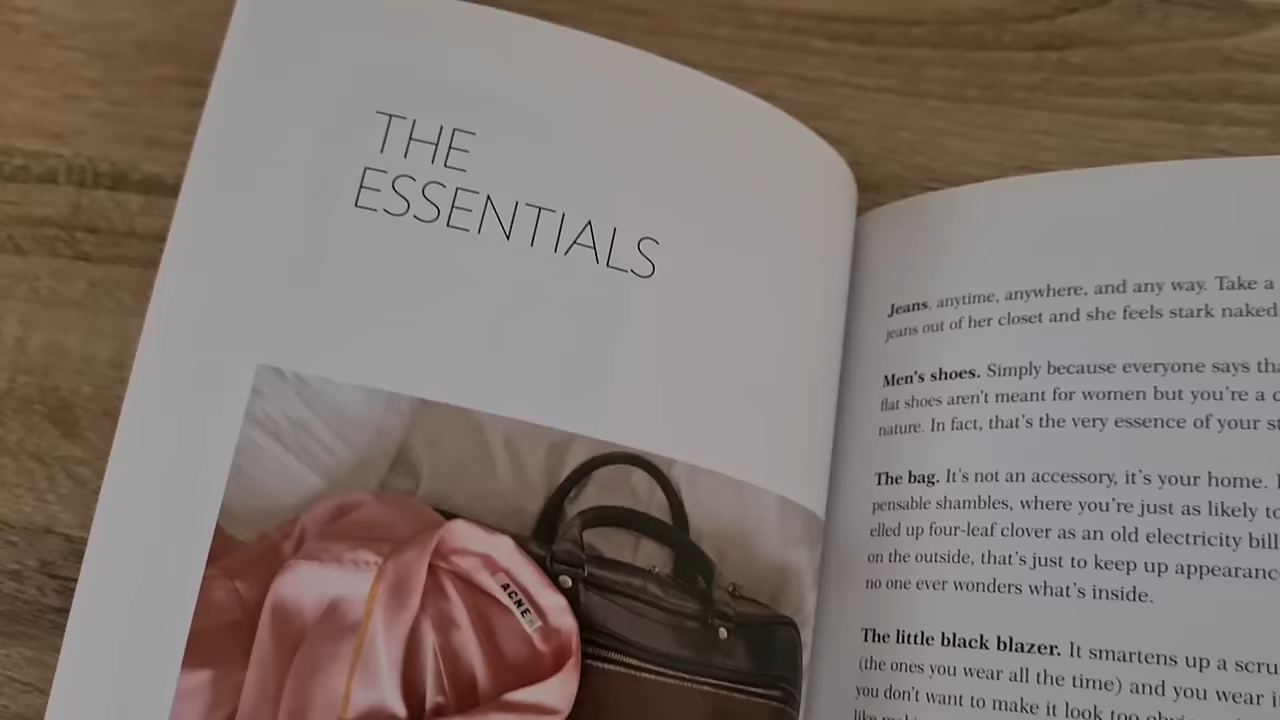 THE
ESSENTIALS
ACNE
Jeans, anytime, anywhere, and any way. Take a
jeans out of her closet and she feels stark naked
Men's shoes. Simply because everyone says tha
flat shoes aren't meant for women but you're a c
nature. In fact, that's the very essence of your st
The bag. It's not an accessory, it's your home. I
pensable shambles, where you're just as likely to
elled up four-leaf clover as an old electricity bill
on the outside, that's just to keep up appearanc
no one ever wonders what's inside.
The little black blazer. It smartens up a scru
(the ones you wear all the time) and you wear i
you don't want to make it look too
like